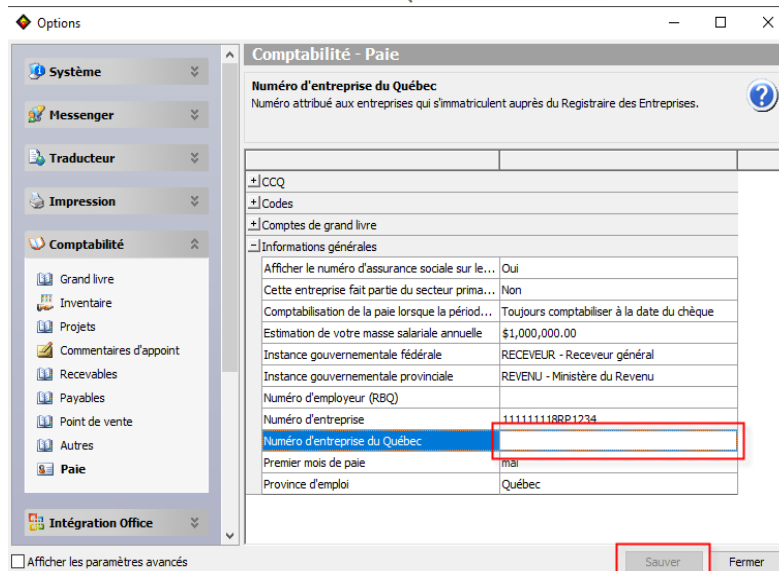 Options
Système
Messenger
Traducteur
Impression
Comptabilité
Grand livre
Inventaire
Projets
Commentaires d'appoint
Recevables
Payables
Point de vente
Autres
Paie
Intégration Office
Afficher les paramètres avancés
Comptabilité - Paie
Numéro d'entreprise du Québec
Numéro attribué aux entreprises qui s'immatriculent auprès du Registraire des Entreprises.
CCQ
Codes
Comptes de grand livre
Informations générales
Afficher le numéro d'assurance sociale sur le... Oui
Cette entreprise fait partie du secteur prima... Non
Comptabilisation de la paie lorsque la périod... Toujours comptabiliser à la date du chèque
Estimation de votre masse salariale annuelle $1,000,000.00
Instance gouvernementale fédérale RECEVEUR - Receveur général
Instance gouvernementale provinciale REVENU - Ministère du Revenu
Numéro d'employeur (RBQ)
Numéro d'entreprise 111111118RP1234
Numéro d'entreprise du Québec
Premier mois de paie mai
Province d'emploi Québec
Sauver Fermer